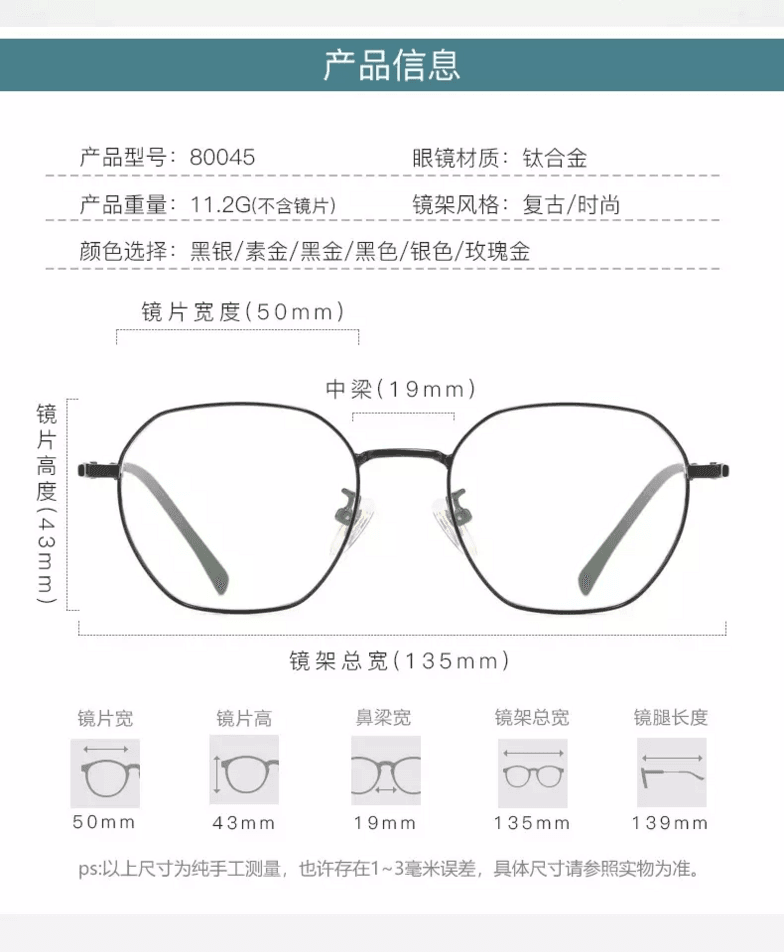 产品信息
产品型号：80045
眼镜材质：钛合金
产品重量：11.2G(不含镜片)
镜架风格：复古/时尚
颜色选择：黑银/素金/黑金/黑色/银色/玫瑰金
镜片宽度(50mm)
中梁(19mm)
镜片高度(43mm)
镜架总宽(135mm)
镜片宽
镜片高
鼻梁宽
镜架总宽
镜腿长度
50mm
43mm
19mm
135mm
139mm
ps:以上尺寸为纯手工测量，也许存在1~3毫米误差，具体尺寸请参照实物为准。